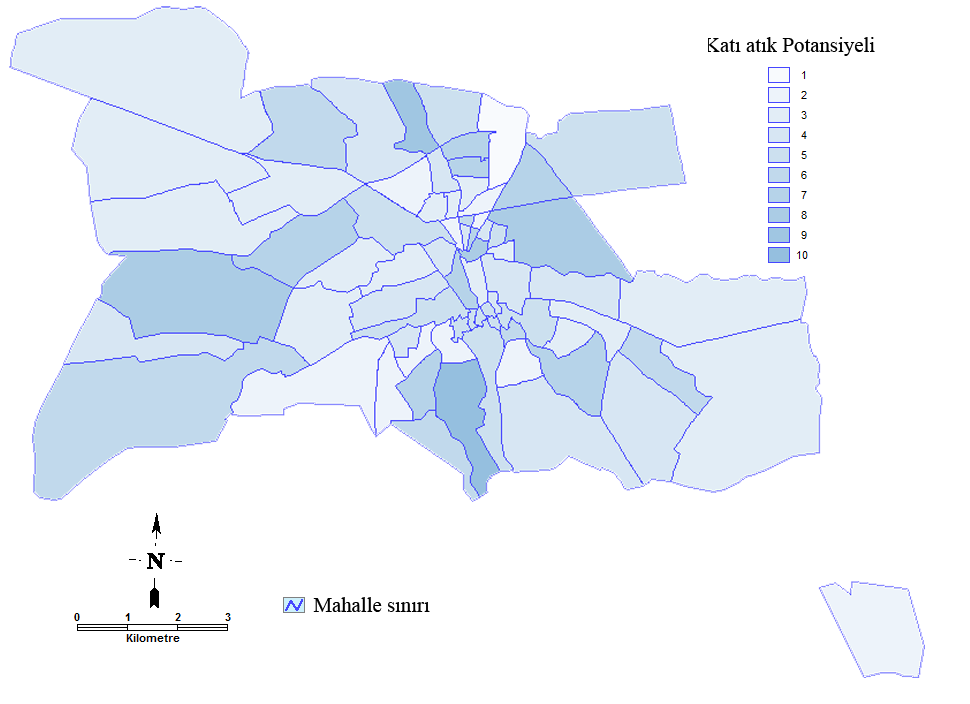 Katı atık Potansiyeli
1
2
3
4
5
6
7
8
9
10
N
0 1 2 3
Kilometre
Mahalle sınırı